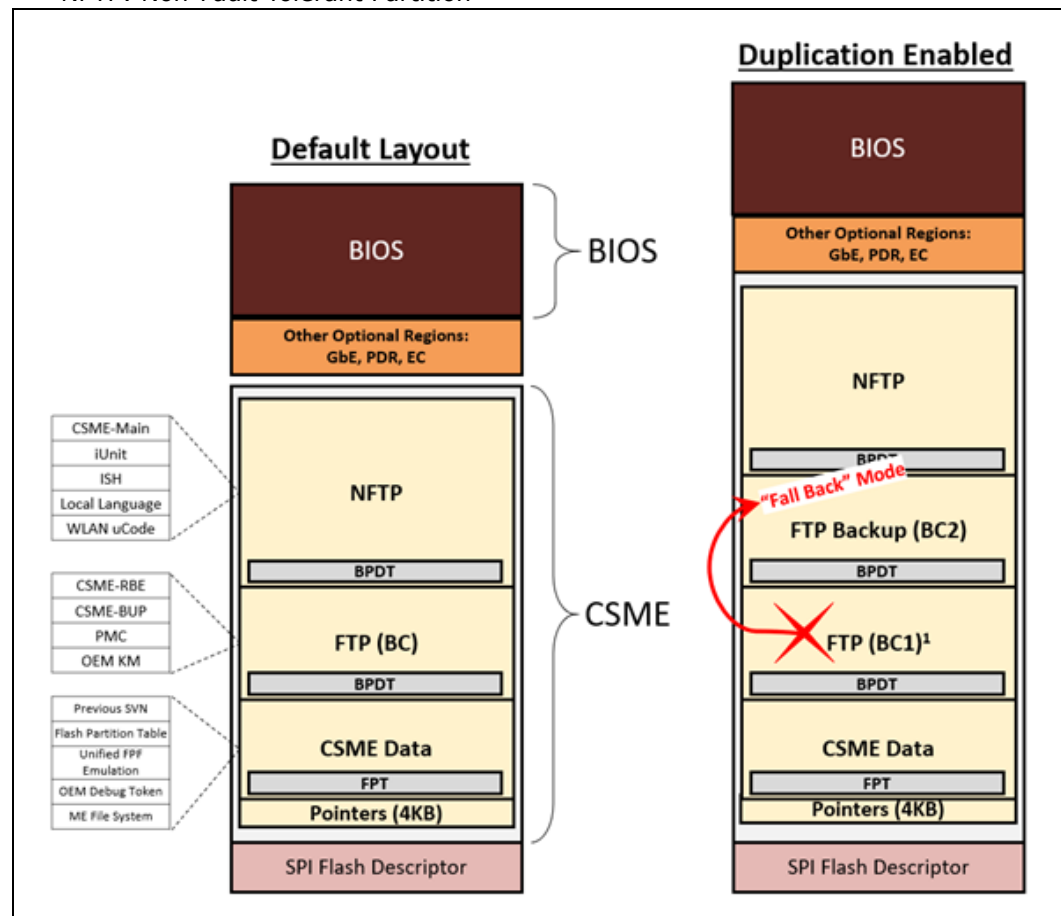 Duplication Enabled
BIOS
Other Optional Regions:
GbE, PDR, EC
NFTP
BPDT
"Fall Back" Mode
FTP Backup (BC2)
BPDT
FTP (BC1)¹
BPDT
CSME Data
FPT
Pointers (4KB)
SPI Flash Descriptor
Default Layout
BIOS
BIOS
Other Optional Regions:
GbE, PDR, EC
NFTP
BPDT
FTP (BC)
BPDT
CSME Data
FPT
Pointers (4KB)
SPI Flash Descriptor
CSME
CSME-Main
iUnit
ISH
Local Language
WLAN uCode
CSME-RBE
CSME-BUP
PMC
OEM KM
Previous SVN
Flash Partition Table
Unified FPF
Emulation
OEM Debug Token
ME File System